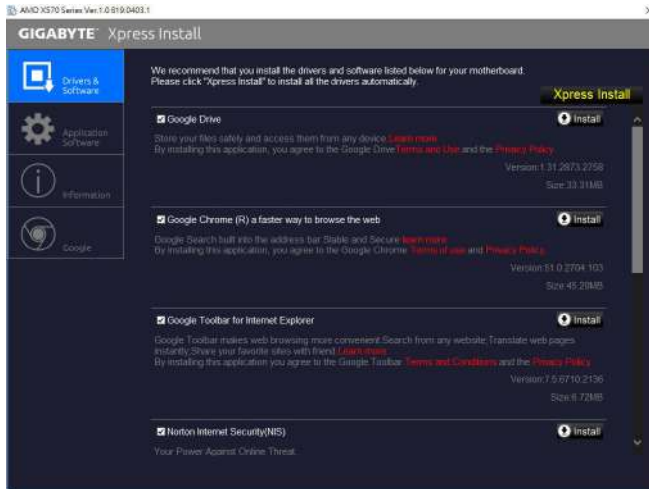 AMD X570 Series Ver.1.0 619.0403.1
GIGABYTE™ Xpress Install
Drivers &
Software
Application
Software
Information
Google
We recommend that you install the drivers and software listed below for your motherboard.
Please click "Xpress Install" to install all the drivers automatically.
Xpress Install
Google Drive
Install
Store your files safely and access them from any device.Learn more
By installing this application, you agree to the Google DriveTerms and Use and the Privacy Policy
Version:1.31.2873.2758
Size:33.31MB
Google Chrome (R) a faster way to browse the web
Install
Google Search built into the address bar Stable and Secure learn more
By installing this application, you agree to the Google Chrome Terms of use and Privacy Policy
Version:51.0.2704.103
Size:45.20MB
Google Toolbar for Internet Explorer
Install
Google Toolbar makes web browsing more convenient.Search from any website;Translate web pages
instantly;Share your favorite sites with friend.Learn more
By installing this application you agree to the Google Toolbar Terms and Conditions and the Privacy Policy
Version:7.5.6710.2136
Size:6.72MB
Norton Internet Security(NIS)
Install
Your Power Against Online Threat.